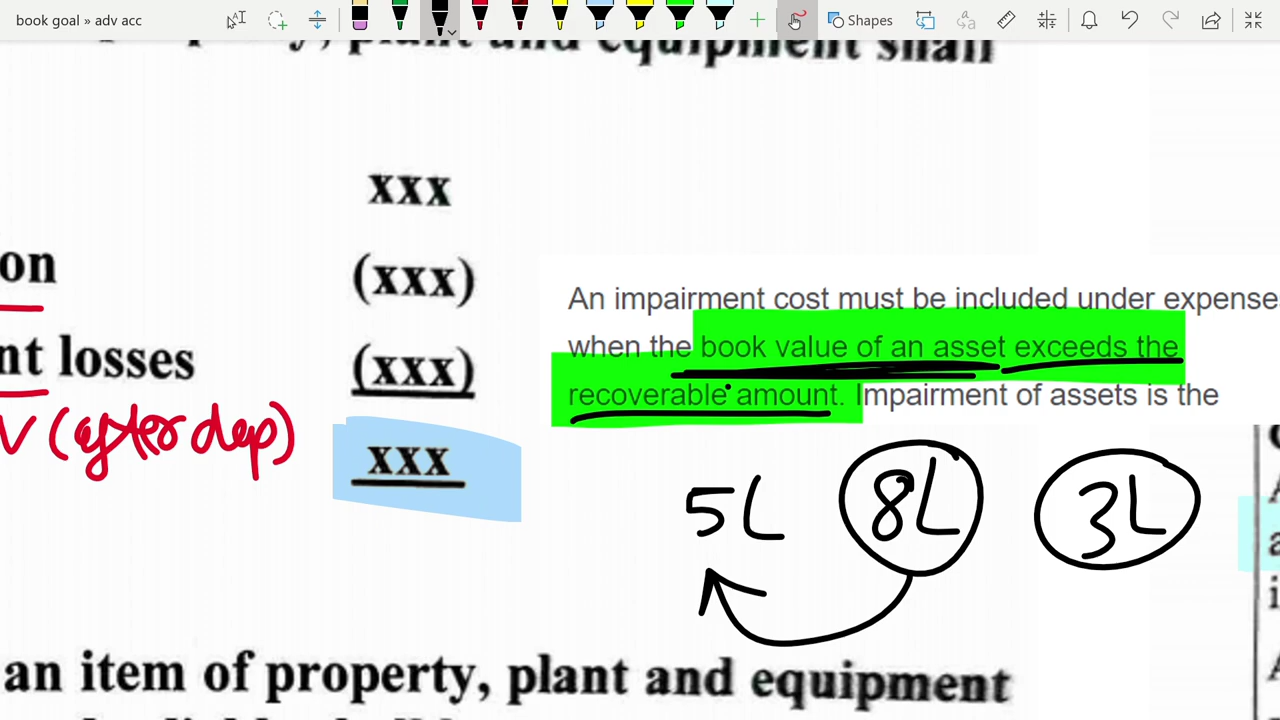 book goal » adv acc
Shapes
plant and equipment shall
xxx
on (xxx)
An impairment cost must be included under expense
when the book value of an asset exceeds the
nt losses (xxx)
recoverable amount. Impairment of assets is the
V (after dep) xxx
5L 8L 3L
an item of property, plant and equipment